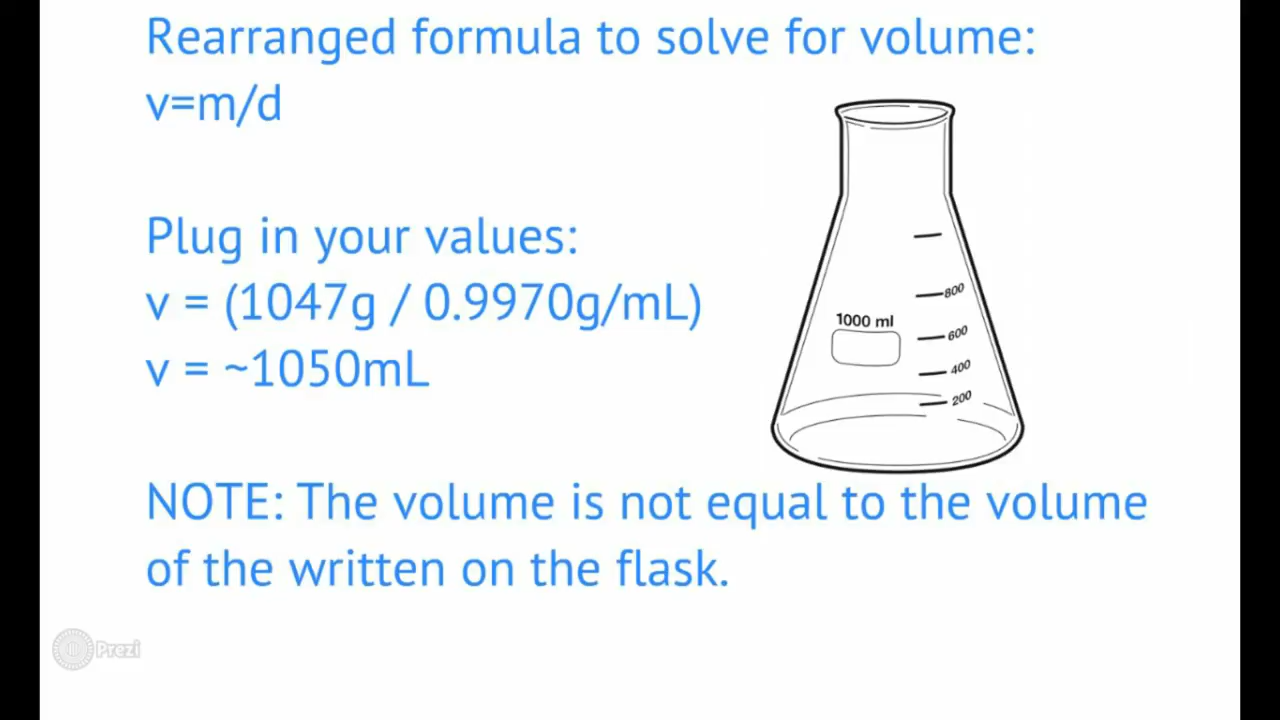 Rearranged formula to solve for volume:
v=m/d
Plug in your values:
v = (1047g / 0.9970g/mL)
v = ~1050mL
1000 ml
800
600
400
200
NOTE: The volume is not equal to the volume
of the written on the flask.
Prezi